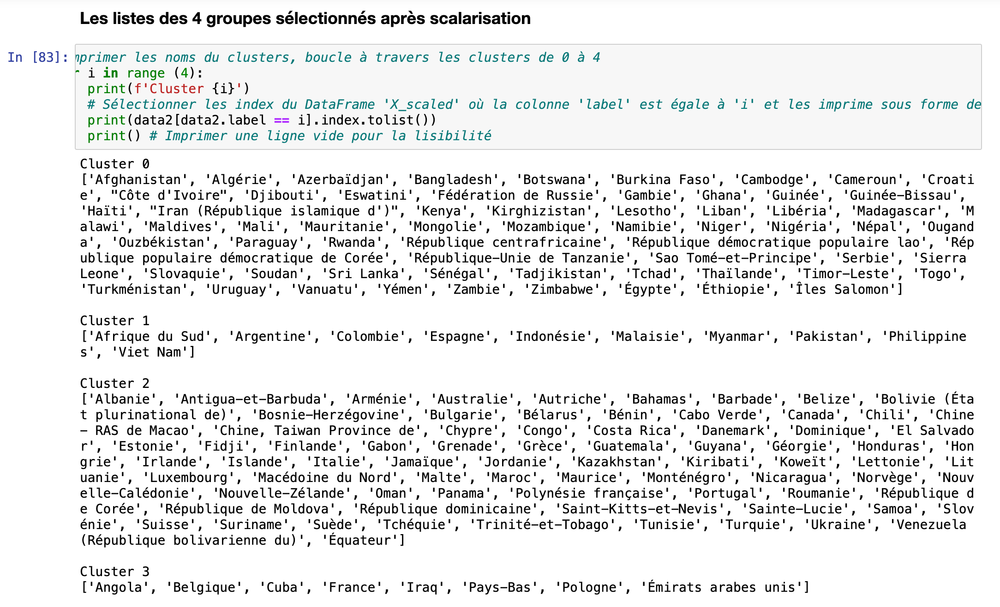 Les listes des 4 groupes sélectionnés après scalarisation
In [83]:
mprimer les noms du clusters, boucle à travers les clusters de 0 à 4
r i in range (4):
print(f'Cluster {i}')
# Sélectionner les index du DataFrame 'X_scaled' où la colonne 'label' est égale à 'i' et les imprime sous forme de
print(data2[data2.label == i].index.tolist())
print() # Imprimer une ligne vide pour la lisibilité
Cluster 0
['Afghanistan', 'Algérie', 'Azerbaïdjan', 'Bangladesh', 'Botswana', 'Burkina Faso', 'Cambodge', 'Cameroun', 'Croati
e', "Côte d'Ivoire", 'Djibouti', 'Eswatini', 'Fédération de Russie', 'Gambie', 'Ghana', 'Guinée', 'Guinée-Bissau',
'Haïti', "Iran (République islamique d')", 'Kenya', 'Kirghizistan', 'Lesotho', 'Liban', 'Libéria', 'Madagascar', 'M
alawi', 'Maldives', 'Mali', 'Mauritanie', 'Mongolie', 'Mozambique', 'Namibie', 'Niger', 'Nigéria', 'Népal', 'Ougand
a', 'Ouzbékistan', 'Paraguay', 'Rwanda', 'République centrafricaine', 'République démocratique populaire lao', 'Rép
ublique populaire démocratique de Corée', 'République-Unie de Tanzanie', 'Sao Tomé-et-Principe', 'Serbie', 'Sierra
Leone', 'Slovaquie', 'Soudan', 'Sri Lanka', 'Sénégal', 'Tadjikistan', 'Tchad', 'Thaïlande', 'Timor-Leste', 'Togo',
'Turkménistan', 'Uruguay', 'Vanuatu', 'Yémen', 'Zambie', 'Zimbabwe', 'Égypte', 'Éthiopie', 'Îles Salomon']
Cluster 1
['Afrique du Sud', 'Argentine', 'Colombie', 'Espagne', 'Indonésie', 'Malaisie', 'Myanmar', 'Pakistan', 'Philippine
s', 'Viet Nam']
Cluster 2
['Albanie', 'Antigua-et-Barbuda', 'Arménie', 'Australie', 'Autriche', 'Bahamas', 'Barbade', 'Belize', 'Bolivie (Éta
t plurinational de)', 'Bosnie-Herzégovine', 'Bulgarie', 'Bélarus', 'Bénin', 'Cabo Verde', 'Canada', 'Chili', 'Chine
- RAS de Macao', 'Chine, Taiwan Province de', 'Chypre', 'Congo', 'Costa Rica', 'Danemark', 'Dominique', 'El Salvado
r', 'Estonie', 'Fidji', 'Finlande', 'Gabon', 'Grenade', 'Grèce', 'Guatemala', 'Guyana', 'Géorgie', 'Honduras', 'Hon
grie', 'Irlande', 'Islande', 'Italie', 'Jamaïque', 'Jordanie', 'Kazakhstan', 'Kiribati', 'Koweït', 'Lettonie', 'Lit
uanie', 'Luxembourg', 'Macédoine du Nord', 'Malte', 'Maroc', 'Maurice', 'Monténégro', 'Nicaragua', 'Norvège', 'Nouv
elle-Calédonie', 'Nouvelle-Zélande', 'Oman', 'Panama', 'Polynésie française', 'Portugal', 'Roumanie', 'République d
e Corée', 'République de Moldova', 'République dominicaine', 'Saint-Kitts-et-Nevis', 'Sainte-Lucie', 'Samoa', 'Slov
énie', 'Suisse', 'Suriname', 'Suède', 'Tchéquie', 'Trinité-et-Tobago', 'Tunisie', 'Turquie', 'Ukraine', 'Venezuela
(République bolivarienne du)', 'Équateur']
Cluster 3
['Angola', 'Belgique', 'Cuba', 'France', 'Iraq', 'Pays-Bas', 'Pologne', 'Émirats arabes unis']